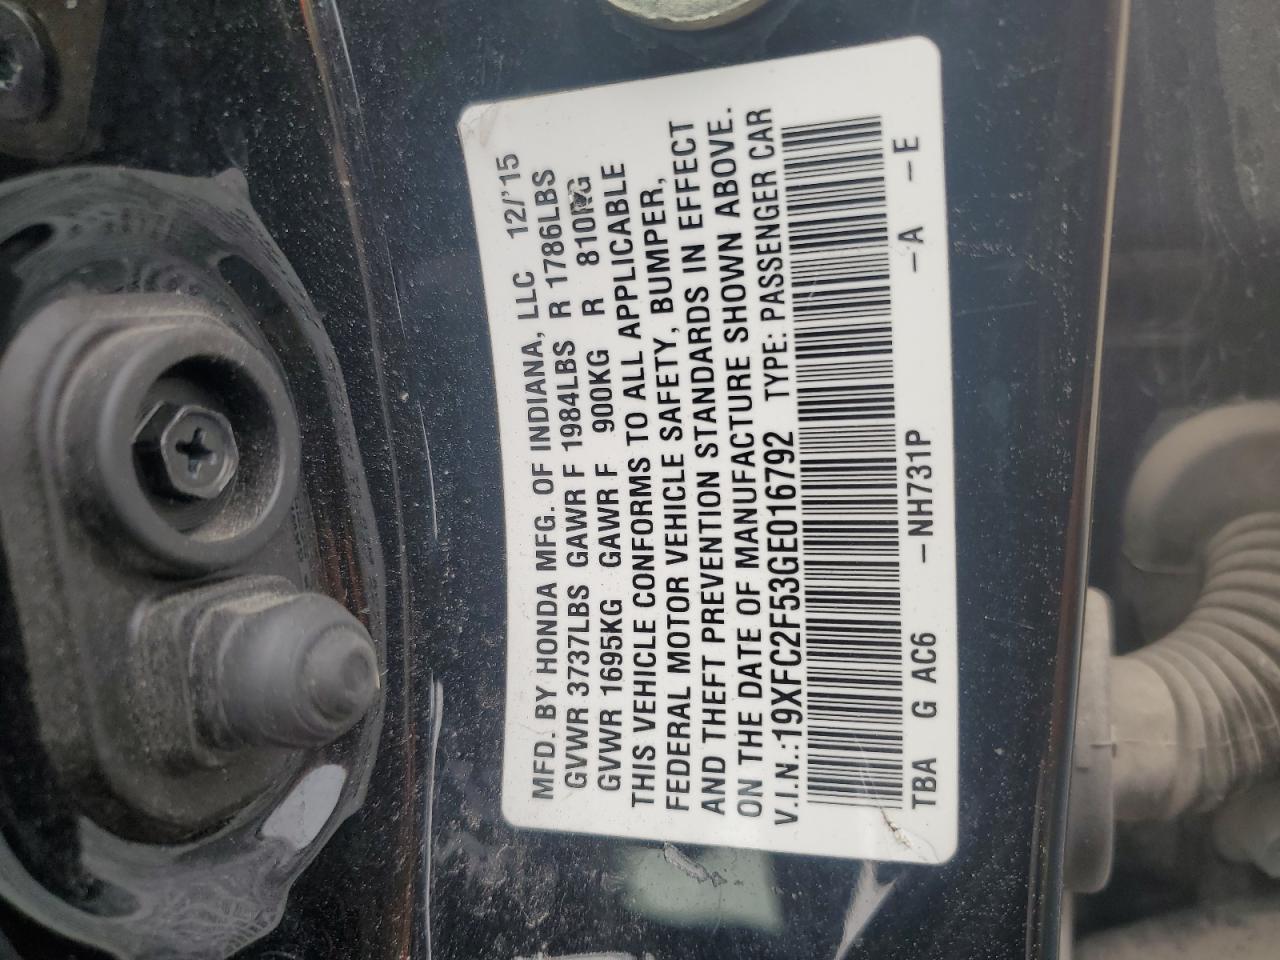 MFD. BY HONDA MFG. OF INDIANA, LLC 12/'15
GVWR 3737LBS GAWR F 1984LBS R 1786LBS
GVWR 1695KG GAWR F 900KG R 810KG
THIS VEHICLE CONFORMS TO ALL APPLICABLE
FEDERAL MOTOR VEHICLE SAFETY, BUMPER,
AND THEFT PREVENTION STANDARDS IN EFFECT
ON THE DATE OF MANUFACTURE SHOWN ABOVE.
V.I.N.:19XFC2F53GE016792 TYPE: PASSENGER CAR
TBA G AC6 -NH731P -A -E